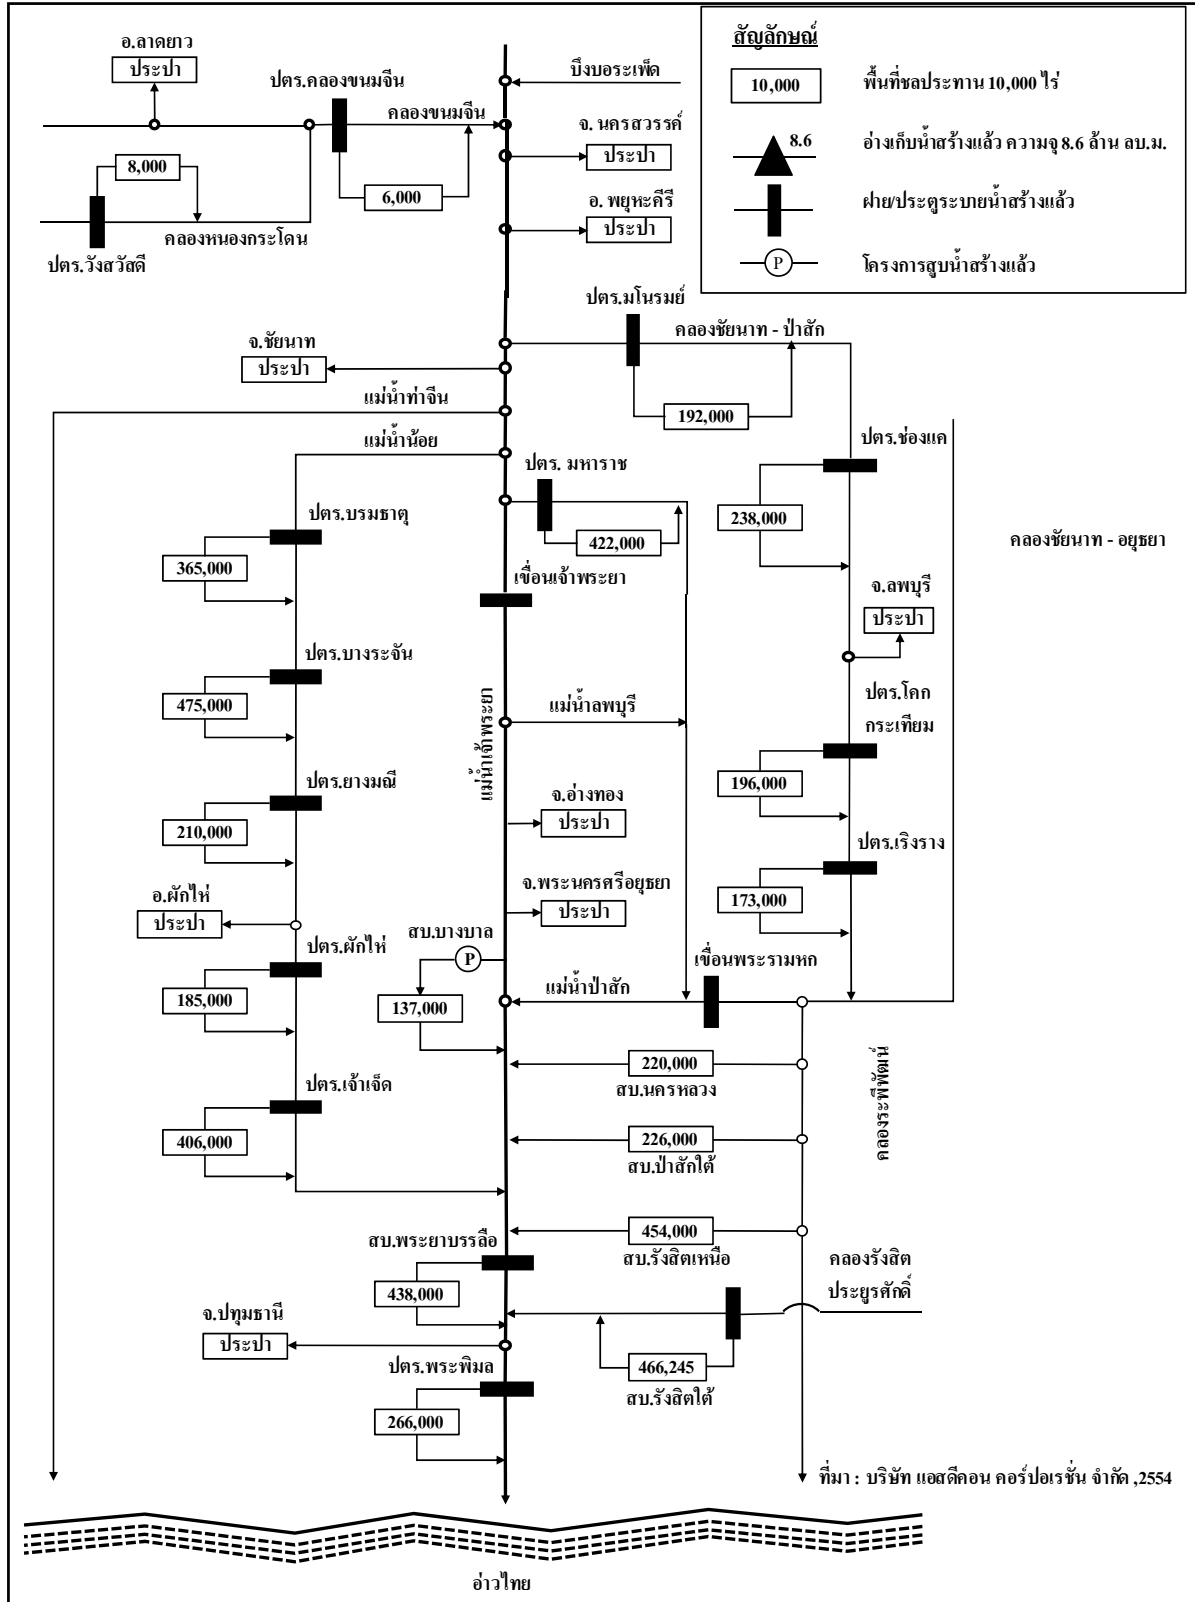 อ.ลาดยาว
ประปา
ปตร.คลองขนมจีน
คลองขนมจีน
บึงบอระเพ็ด
8,000
6,000
คลองหนองกระโดน
ปตร.วังสวัสดี
จ. นครสวรรค์
ประปา
อ. พยุหะคีรี
ประปา
สัญลักษณ์
10,000
พื้นที่ชลประทาน 10,000 ไร่
8.6
อ่างเก็บน้ำสร้างแล้ว ความจุ 8.6 ล้าน ลบ.ม.
ฝาย/ประตูระบายน้ำสร้างแล้ว
P
โครงการสูบน้ำสร้างแล้ว
ปตร.มโนรมย์
คลองชัยนาท - ป่าสัก
จ.ชัยนาท
ประปา
192,000
แม่น้ำท่าจีน
แม่น้ำน้อย
ปตร. มหาราช
422,000
ปตร.ช่องแค
238,000
คลองชัยนาท - อยุธยา
ปตร.บรมธาตุ
365,000
เขื่อนเจ้าพระยา
จ.ลพบุรี
ประปา
ปตร.บางระจัน
475,000
แม่น้ำเจ้าพระยา
แม่น้ำลพบุรี
ปตร.โคก
กระเทียม
196,000
ปตร.ยางมณี
210,000
จ.อ่างทอง
ประปา
ปตร.เริงราง
173,000
อ.ผักไห่
ประปา
จ.พระนครศรีอยุธยา
ประปา
ปตร.ผักไห่
185,000
สบ.บางบาล
P
137,000
แม่น้ำป่าสัก
เขื่อนพระรามหก
220,000
สบ.นครหลวง
คลองระพีพัฒน์
ปตร.เจ้าเจ็ด
406,000
226,000
สบ.ป่าสักใต้
454,000
สบ.รังสิตเหนือ
สบ.พระยาบรรลือ
438,000
คลองรังสิต
ประยูรศักดิ์
จ.ปทุมธานี
ประปา
466,245
สบ.รังสิตใต้
ปตร.พระพิมล
266,000
ที่มา : บริษัท แอสดีคอน คอร์ปอเรชั่น จำกัด ,2554
อ่าวไทย